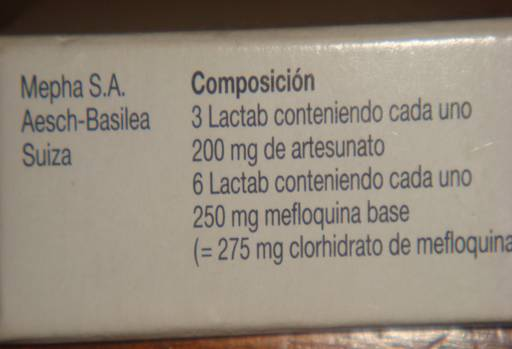 Mepha S.A.
Aesch-Basilea
Suiza
Composición
3 Lactab conteniendo cada uno
200 mg de artesunato
6 Lactab conteniendo cada uno
250 mg mefloquina base
(= 275 mg clorhidrato de mefloquina